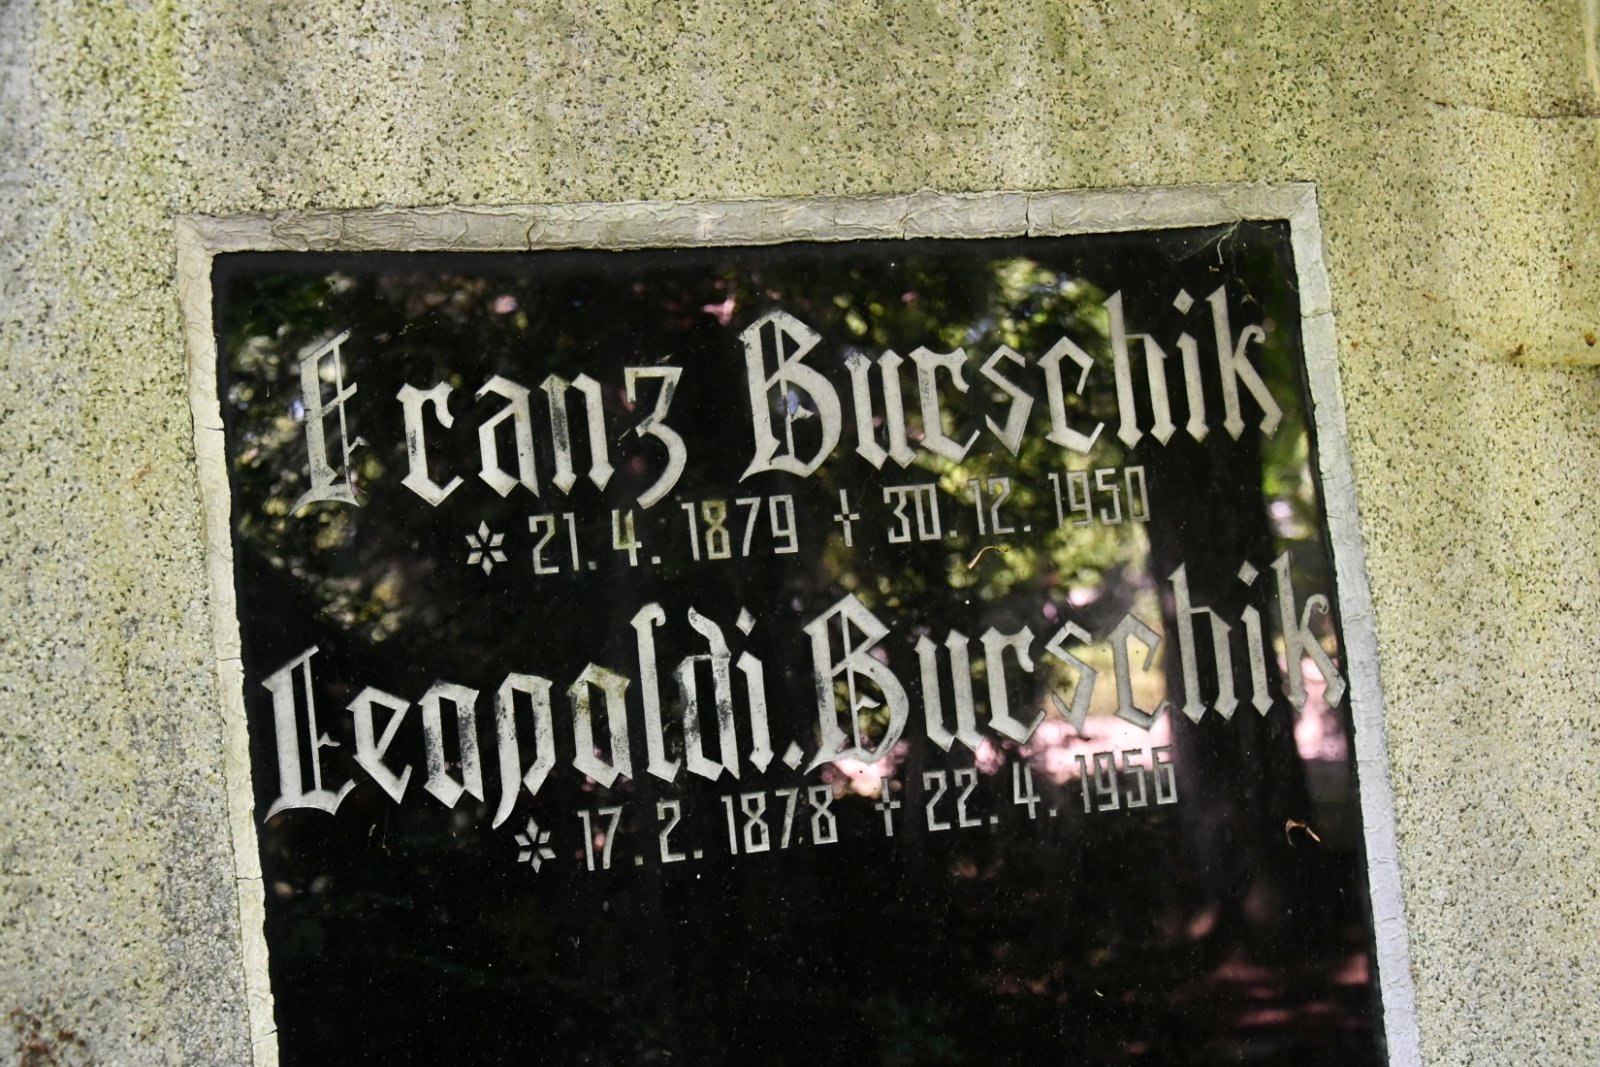 Franz Burschik
* 21. 4. 1879 † 30. 12. 1950
Leopoldi. Burschik
* 17. 2. 1878 † 22. 4. 1956